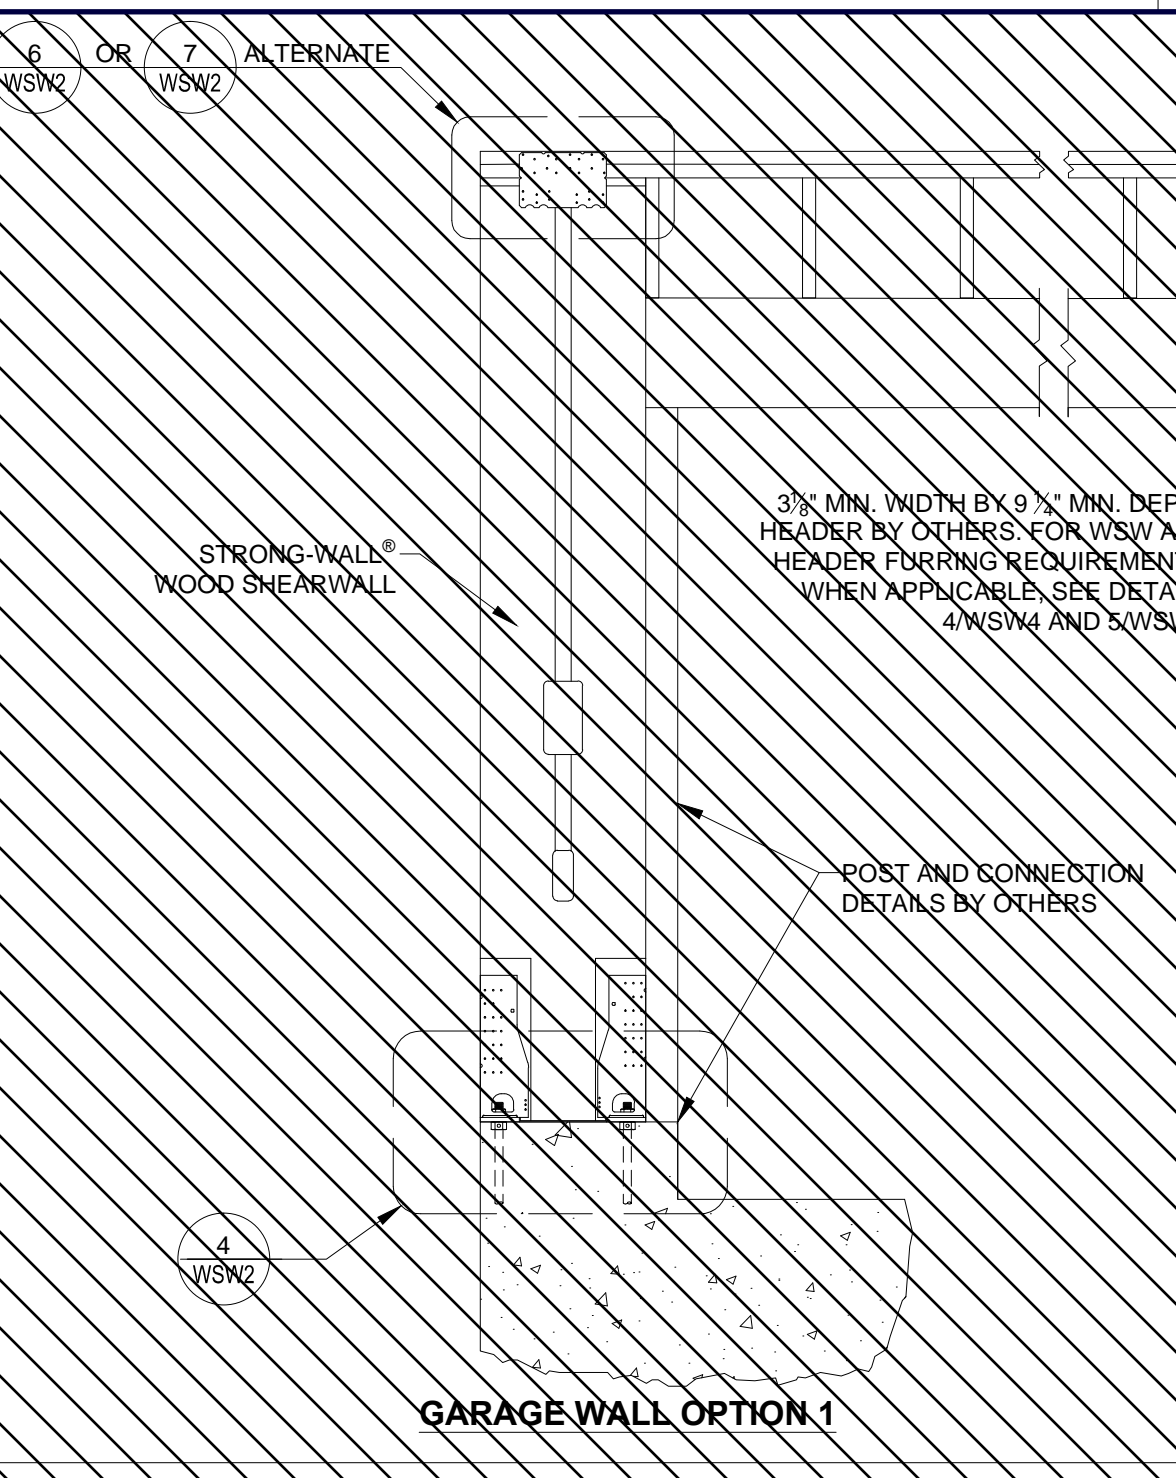 6
WSW2
OR
7
WSW2
ALTERNATE
3⅛" MIN. WIDTH BY 9 ¼" MIN. DEP
HEADER BY OTHERS. FOR WSW A
HEADER FURRING REQUIREMEN
WHEN APPLICABLE, SEE DETA
4/WSW4 AND 5/WSW
STRONG-WALL®
WOOD SHEARWALL
POST AND CONNECTION
DETAILS BY OTHERS
4
WSW2
GARAGE WALL OPTION 1